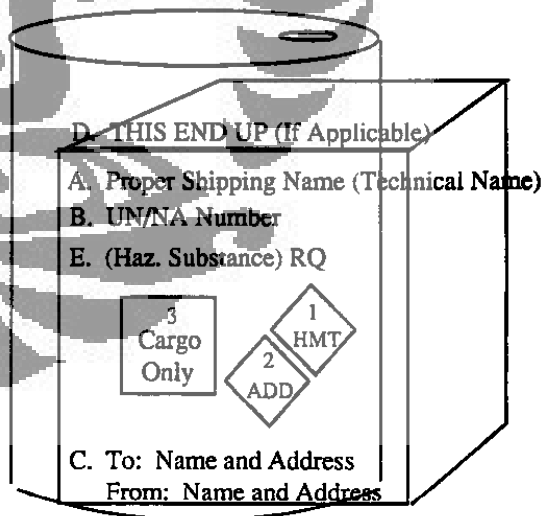 D. THIS END UP (If Applicable)
A. Proper Shipping Name (Technical Name)
B. UN/NA Number
E. (Haz. Substance) RQ
3
Cargo
Only
1
HMT
2
ADD
C. To: Name and Address
From: Name and Address